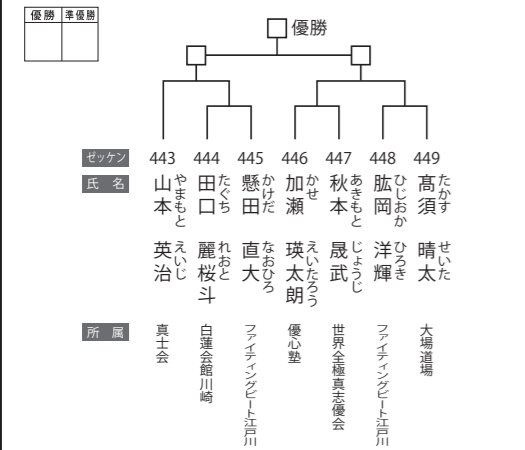 優勝 準優勝
優勝
ゼッケン 443 444 445 446 447 448 449
氏名
山本 英治
やまもと えいじ
田口 麗桜斗
たぐち れおと
懸田 直大
かけだ なおひろ
加瀬 瑛太朗
かせ えいたろう
秋本 晟武
あきもと じょうじ
肱岡 洋輝
ひじおか ひろき
髙須 晴太
たかす せいた
所属
真士会
白蓮会館川崎
ファイティングビート江戸川
優心塾
世界全極真志優会
ファイティングビート江戸川
大場道場